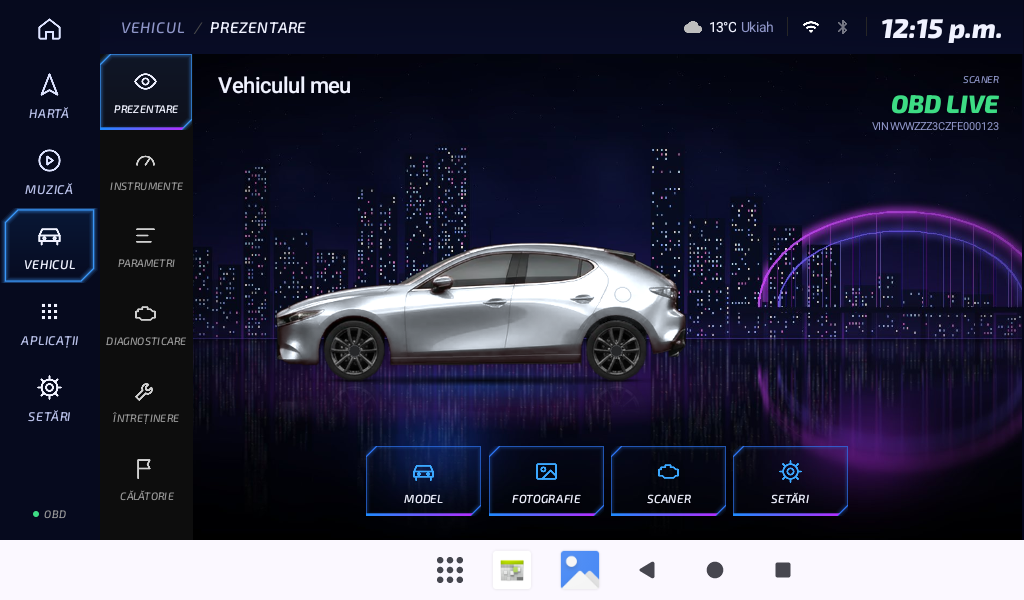 VEHICUL / PREZENTARE
13°C Ukiah
12:15 p.m.
HARTĂ
MUZICĂ
VEHICUL
APLICAȚII
SETĂRI
OBD
PREZENTARE
INSTRUMENTE
PARAMETRI
DIAGNOSTICARE
ÎNTREȚINERE
CĂLĂTORIE
Vehiculul meu
SCANER
OBD LIVE
VIN WVWZZZ3CZFE000123
MODEL
FOTOGRAFIE
SCANER
SETĂRI